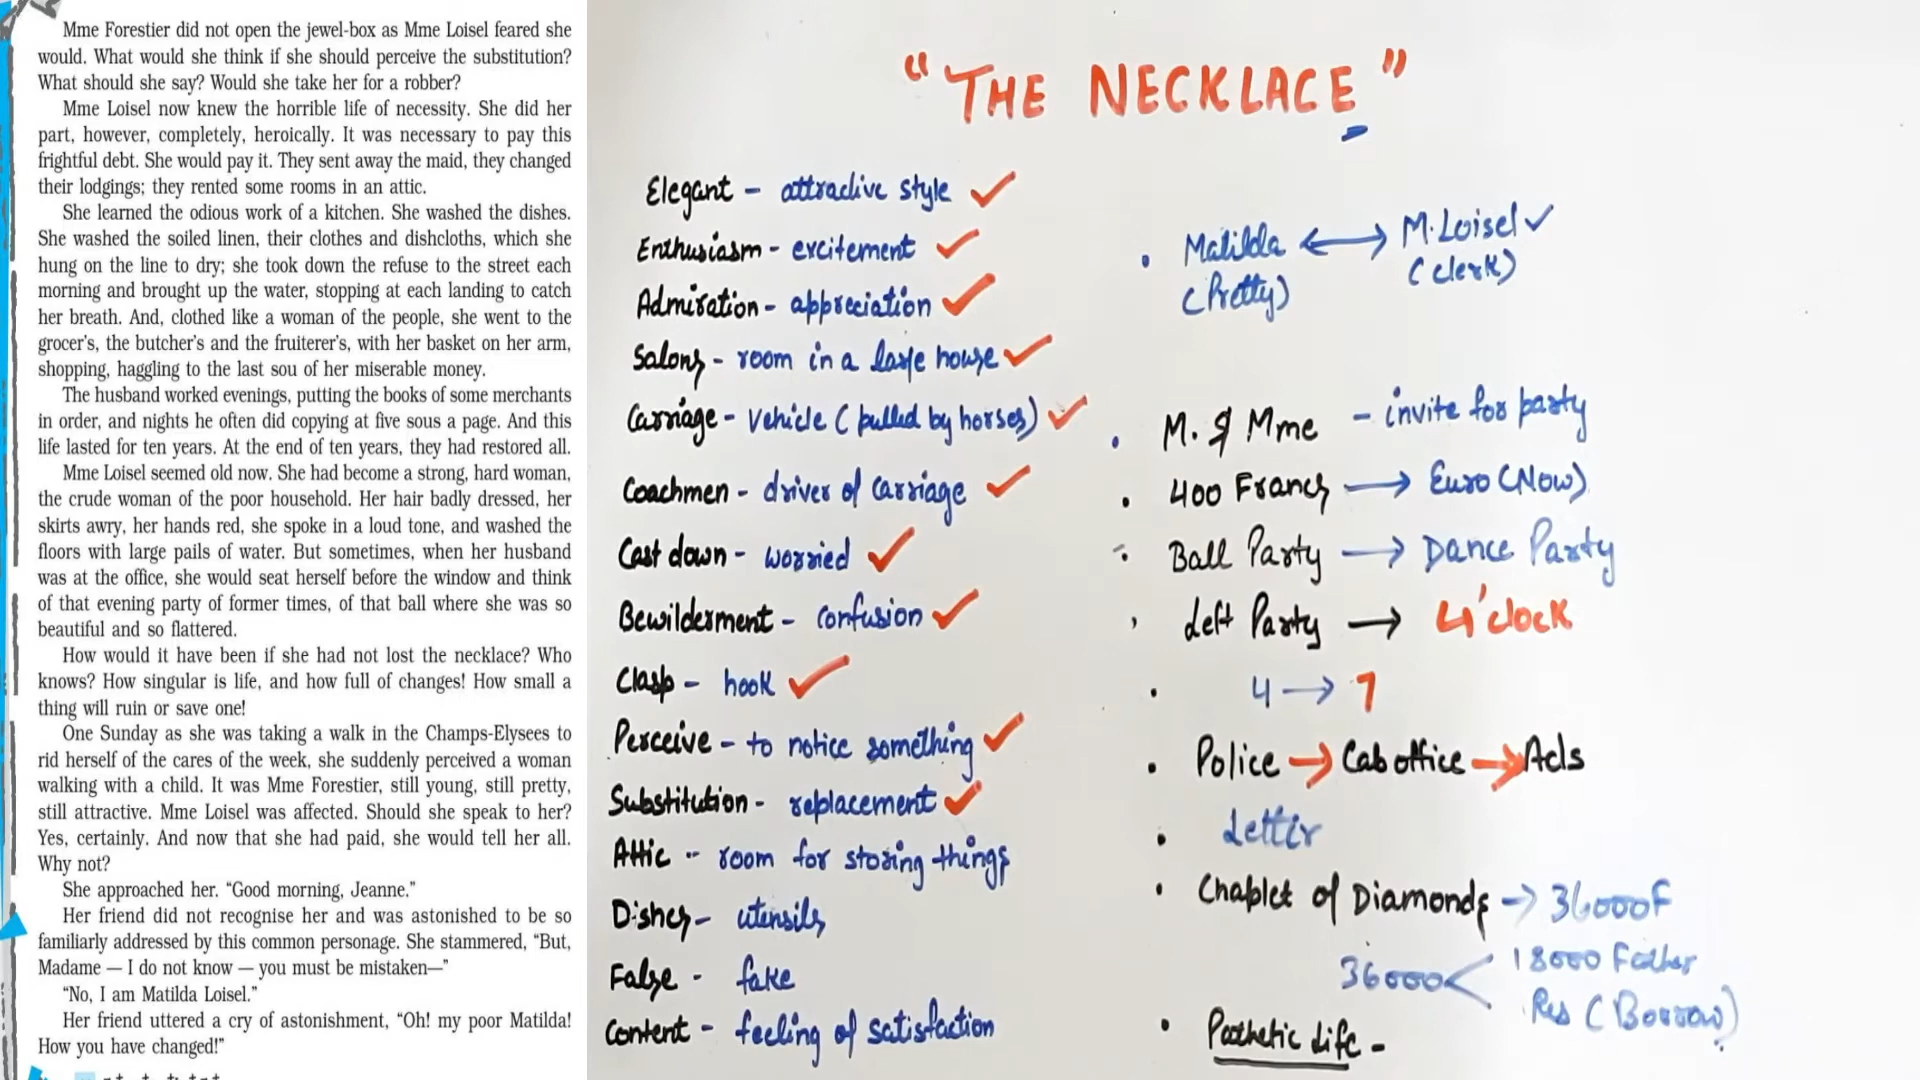 Mme Forestier did not open the jewel-box as Mme Loisel feared she
would. What would she think if she should perceive the substitution?
What should she say? Would she take her for a robber?
Mme Loisel now knew the horrible life of necessity. She did her
part, however, completely, heroically. It was necessary to pay this
frightful debt. She would pay it. They sent away the maid, they changed
their lodgings; they rented some rooms in an attic.
She learned the odious work of a kitchen. She washed the dishes.
She washed the soiled linen, their clothes and dishcloths, which she
hung on the line to dry; she took down the refuse to the street each
morning and brought up the water, stopping at each landing to catch
her breath. And, clothed like a woman of the people, she went to the
grocer's, the butcher's and the fruiterer's, with her basket on her arm,
shopping, haggling to the last sou of her miserable money.
The husband worked evenings, putting the books of some merchants
in order, and nights he often did copying at five sous a page. And this
life lasted for ten years. At the end of ten years, they had restored all.
Mme Loisel seemed old now. She had become a strong, hard woman,
the crude woman of the poor household. Her hair badly dressed, her
skirts awry, her hands red, she spoke in a loud tone, and washed the
floors with large pails of water. But sometimes, when her husband
was at the office, she would seat herself before the window and think
of that evening party of former times, of that ball where she was so
beautiful and so flattered.
How would it have been if she had not lost the necklace? Who
knows? How singular is life, and how full of changes! How small a
thing will ruin or save one!
One Sunday as she was taking a walk in the Champs-Elysees to
rid herself of the cares of the week, she suddenly perceived a woman
walking with a child. It was Mme Forestier, still young, still pretty,
still attractive. Mme Loisel was affected. Should she speak to her?
Yes, certainly. And now that she had paid, she would tell her all.
Why not?
She approached her. “Good morning, Jeanne.”
Her friend did not recognise her and was astonished to be so
familiarly addressed by this common personage. She stammered, “But,
Madame — I do not know — you must be mistaken—”
“No, I am Matilda Loisel.”
Her friend uttered a cry of astonishment, “Oh! my poor Matilda!
How you have changed!”
“THE NECKLACE”
Elegant - attractive style ✓
Enthusiasm - excitement ✓
Admiration - appreciation ✓
Salons - room in a large house ✓
Carriage - vehicle (pulled by horses) ✓
Coachmen - driver of carriage ✓
Cast down - worried ✓
Bewilderment - confusion ✓
Clasp - hook ✓
Perceive - to notice something ✓
Substitution - replacement ✓
Attic - room for storing things
Dishes - utensils
False - fake
Content - feeling of satisfaction
• Matilda ↔ M. Loisel ✓
(Pretty) (clerk)
• M. & Mme - invite for party
• 400 Francs → Euro (Now)
• Ball Party → Dance Party
• Left Party → 4'clock
• 4 → 7
• Police → Cab office → Ads
• Letter
• Chaplet of Diamonds → 36000F
36000 < 18000 Father
Res (Borrow)
• Pathetic Life -